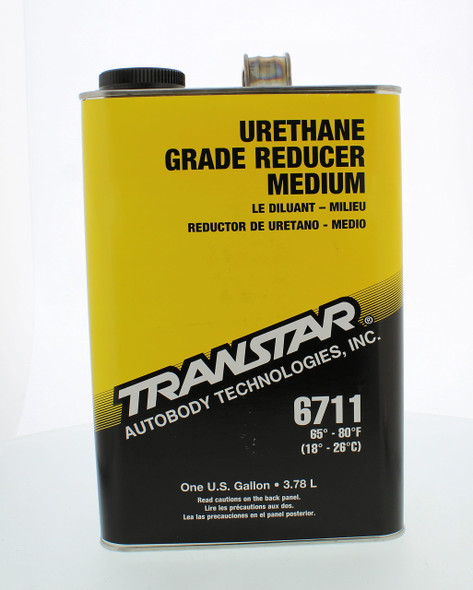 URETHANE
GRADE REDUCER
MEDIUM
LE DILUANT – MILIEU
REDUCTOR DE URETANO - MEDIO
TRANSTAR®
AUTOBODY TECHNOLOGIES, INC.
6711
65° - 80°F
(18° - 26°C)
One U.S. Gallon • 3.78 L
Read cautions on the back panel.
Lire les précautions aux dos.
Lea las precauciones en el panel posterior.